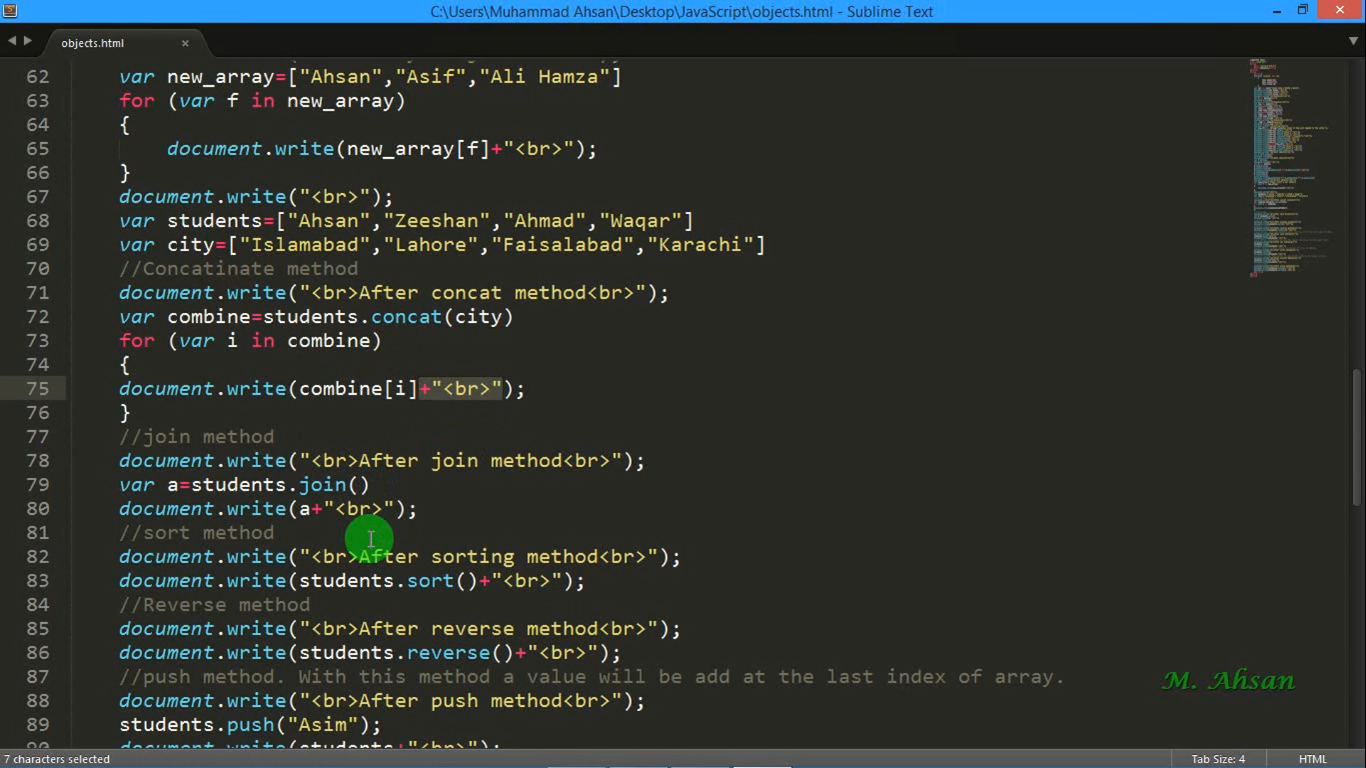 C:\Users\Muhammad Ahsan\Desktop\JavaScript\objects.html - Sublime Text
objects.html
62 var new_array=["Ahsan","Asif","Ali Hamza"]
63 for (var f in new_array)
64 {
65 document.write(new_array[f]+"<br>");
66 }
67 document.write("<br>");
68 var students=["Ahsan","Zeeshan","Ahmad","Waqar"]
69 var city=["Islamabad","Lahore","Faisalabad","Karachi"]
70 //Concatinate method
71 document.write("<br>After concat method<br>");
72 var combine=students.concat(city)
73 for (var i in combine)
74 {
75 document.write(combine[i]+"<br>");
76 }
77 //join method
78 document.write("<br>After join method<br>");
79 var a=students.join()
80 document.write(a+"<br>");
81 //sort method
82 document.write("<br>After sorting method<br>");
83 document.write(students.sort()+"<br>");
84 //Reverse method
85 document.write("<br>After reverse method<br>");
86 document.write(students.reverse()+"<br>");
87 //push method. With this method a value will be add at the last index of array.
M. Ahsan
88 document.write("<br>After push method<br>");
89 students.push("Asim");
90 document.write(students+"<br>");
7 characters selected
Tab Size: 4
HTML